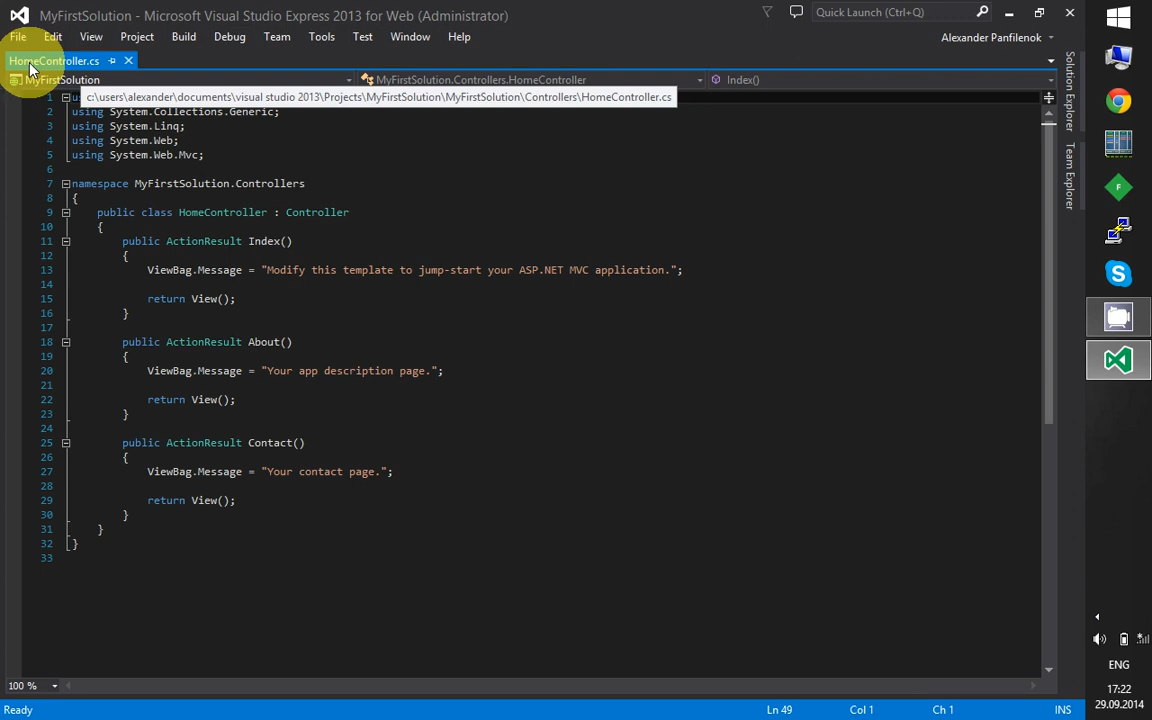 MyFirstSolution - Microsoft Visual Studio Express 2013 for Web (Administrator)
Quick Launch (Ctrl+Q)
File Edit View Project Build Debug Team Tools Test Window Help
Alexander Panfilenok
HomeController.cs
MyFirstSolution
MyFirstSolution.Controllers.HomeController
Index()
c:\users\alexander\documents\visual studio 2013\Projects\MyFirstSolution\MyFirstSolution\Controllers\HomeController.cs
1
2 using System.Collections.Generic;
3 using System.Linq;
4 using System.Web;
5 using System.Web.Mvc;
6
7 namespace MyFirstSolution.Controllers
8 {
9 public class HomeController : Controller
10 {
11 public ActionResult Index()
12 {
13 ViewBag.Message = "Modify this template to jump-start your ASP.NET MVC application.";
14
15 return View();
16 }
17
18 public ActionResult About()
19 {
20 ViewBag.Message = "Your app description page.";
21
22 return View();
23 }
24
25 public ActionResult Contact()
26 {
27 ViewBag.Message = "Your contact page.";
28
29 return View();
30 }
31 }
32 }
33
100 %
Ready
Ln 49
Col 1
Ch 1
INS
Solution Explorer
Team Explorer
F
S
ENG
17:22
29.09.2014